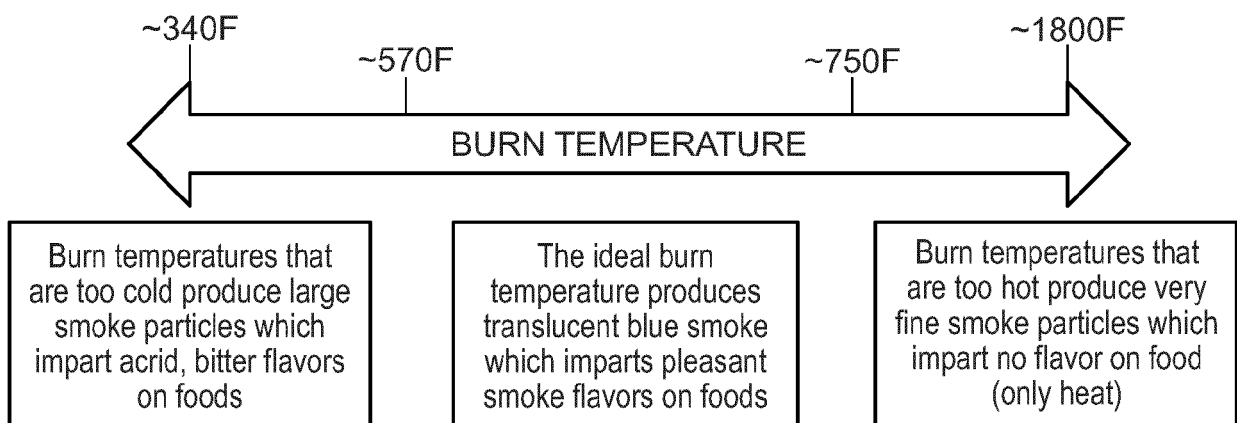 ~340F
~570F
~750F
~1800F
BURN TEMPERATURE
Burn temperatures that
are too cold produce large
smoke particles which
impart acrid, bitter flavors
on foods
The ideal burn
temperature produces
translucent blue smoke
which imparts pleasant
smoke flavors on foods
Burn temperatures that
are too hot produce very
fine smoke particles which
impart no flavor on food
(only heat)